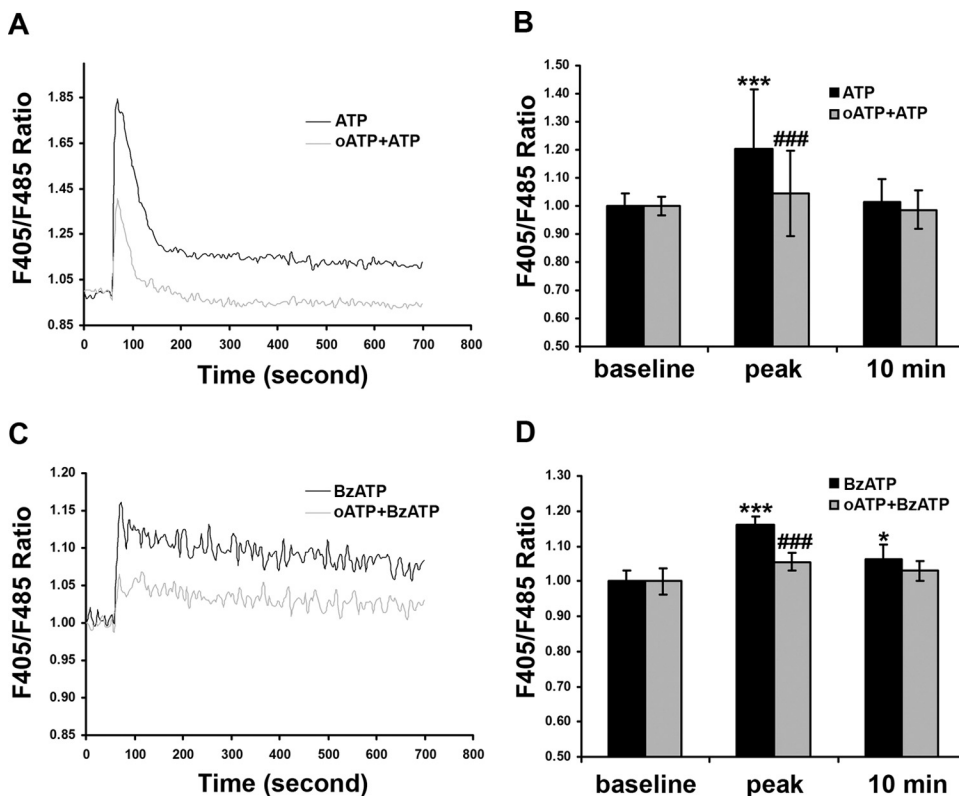 A
F405/F485 Ratio
1.85
1.65
1.45
1.25
1.05
0.85
ATP
oATP+ATP
0 100 200 300 400 500 600 700 800
Time (second)
B
F405/F485 Ratio
1.50
1.40
1.30
1.20
1.10
1.00
0.90
0.80
0.70
0.60
0.50
***
###
ATP
oATP+ATP
baseline peak 10 min
C
F405/F485 Ratio
1.20
1.15
1.10
1.05
1.00
0.95
0.90
0.85
BzATP
oATP+BzATP
0 100 200 300 400 500 600 700 800
Time (second)
D
F405/F485 Ratio
1.30
1.20
1.10
1.00
0.90
0.80
0.70
0.60
0.50
***
###
*
BzATP
oATP+BzATP
baseline peak 10 min